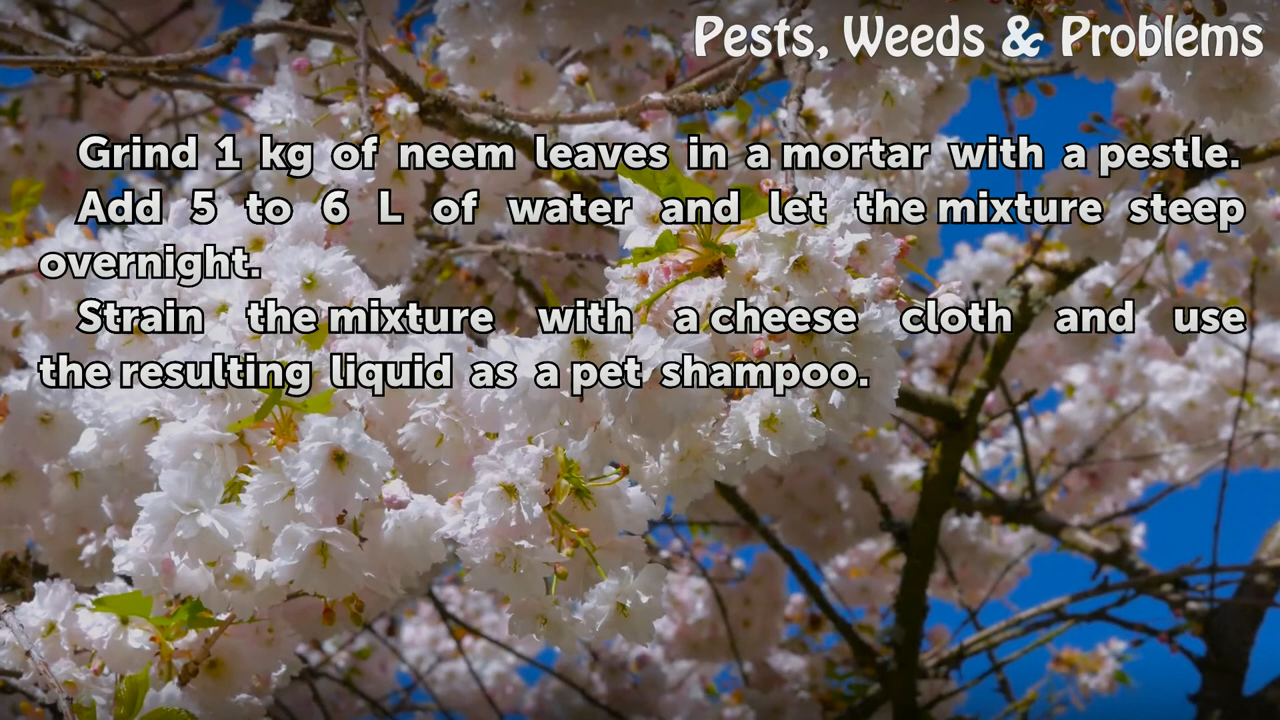 Pests, Weeds & Problems
Grind 1 kg of neem leaves in a mortar with a pestle.
Add 5 to 6 L of water and let the mixture steep
overnight.
Strain the mixture with a cheese cloth and use
the resulting liquid as a pet shampoo.